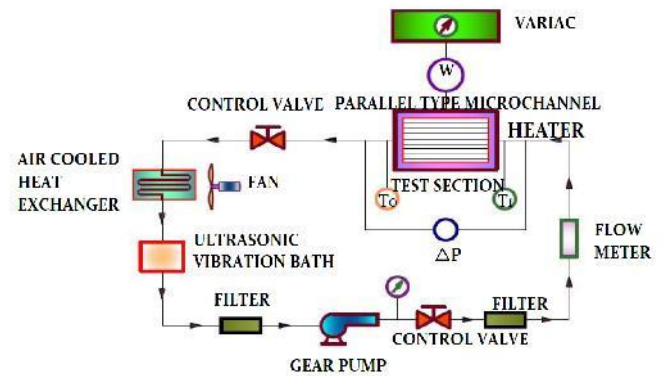 VARIAC
W
CONTROL VALVE
PARALLEL TYPE MICROCHANNEL
HEATER
AIR COOLED
HEAT
EXCHANGER
FAN
TEST SECTION
To
Ti
ULTRASONIC
VIBRATION BATH
ΔP
FLOW
METER
FILTER
FILTER
CONTROL VALVE
GEAR PUMP